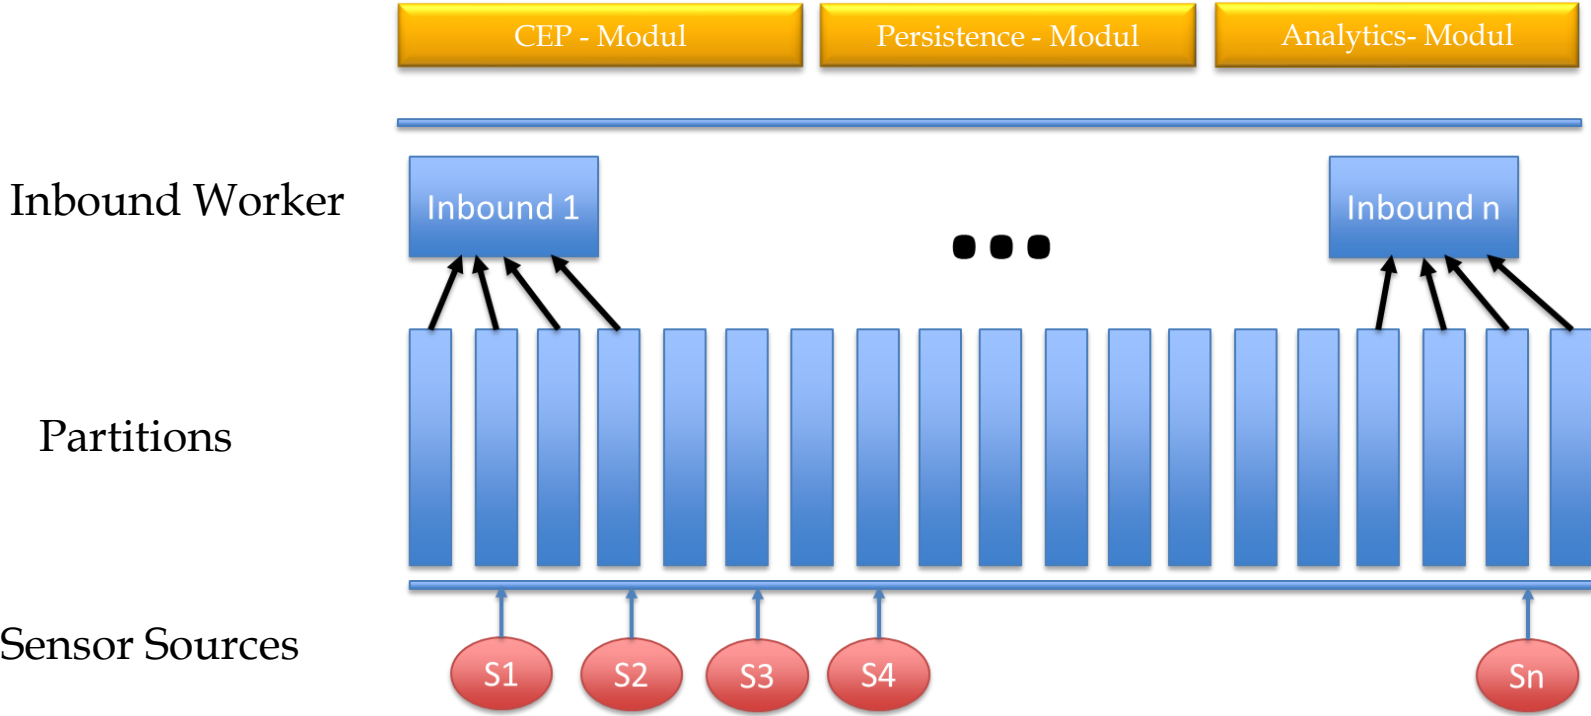 CEP - Modul
Persistence - Modul
Analytics- Modul
Inbound Worker
Inbound 1
Inbound n
Partitions
Sensor Sources
S1
S2
S3
S4
Sn